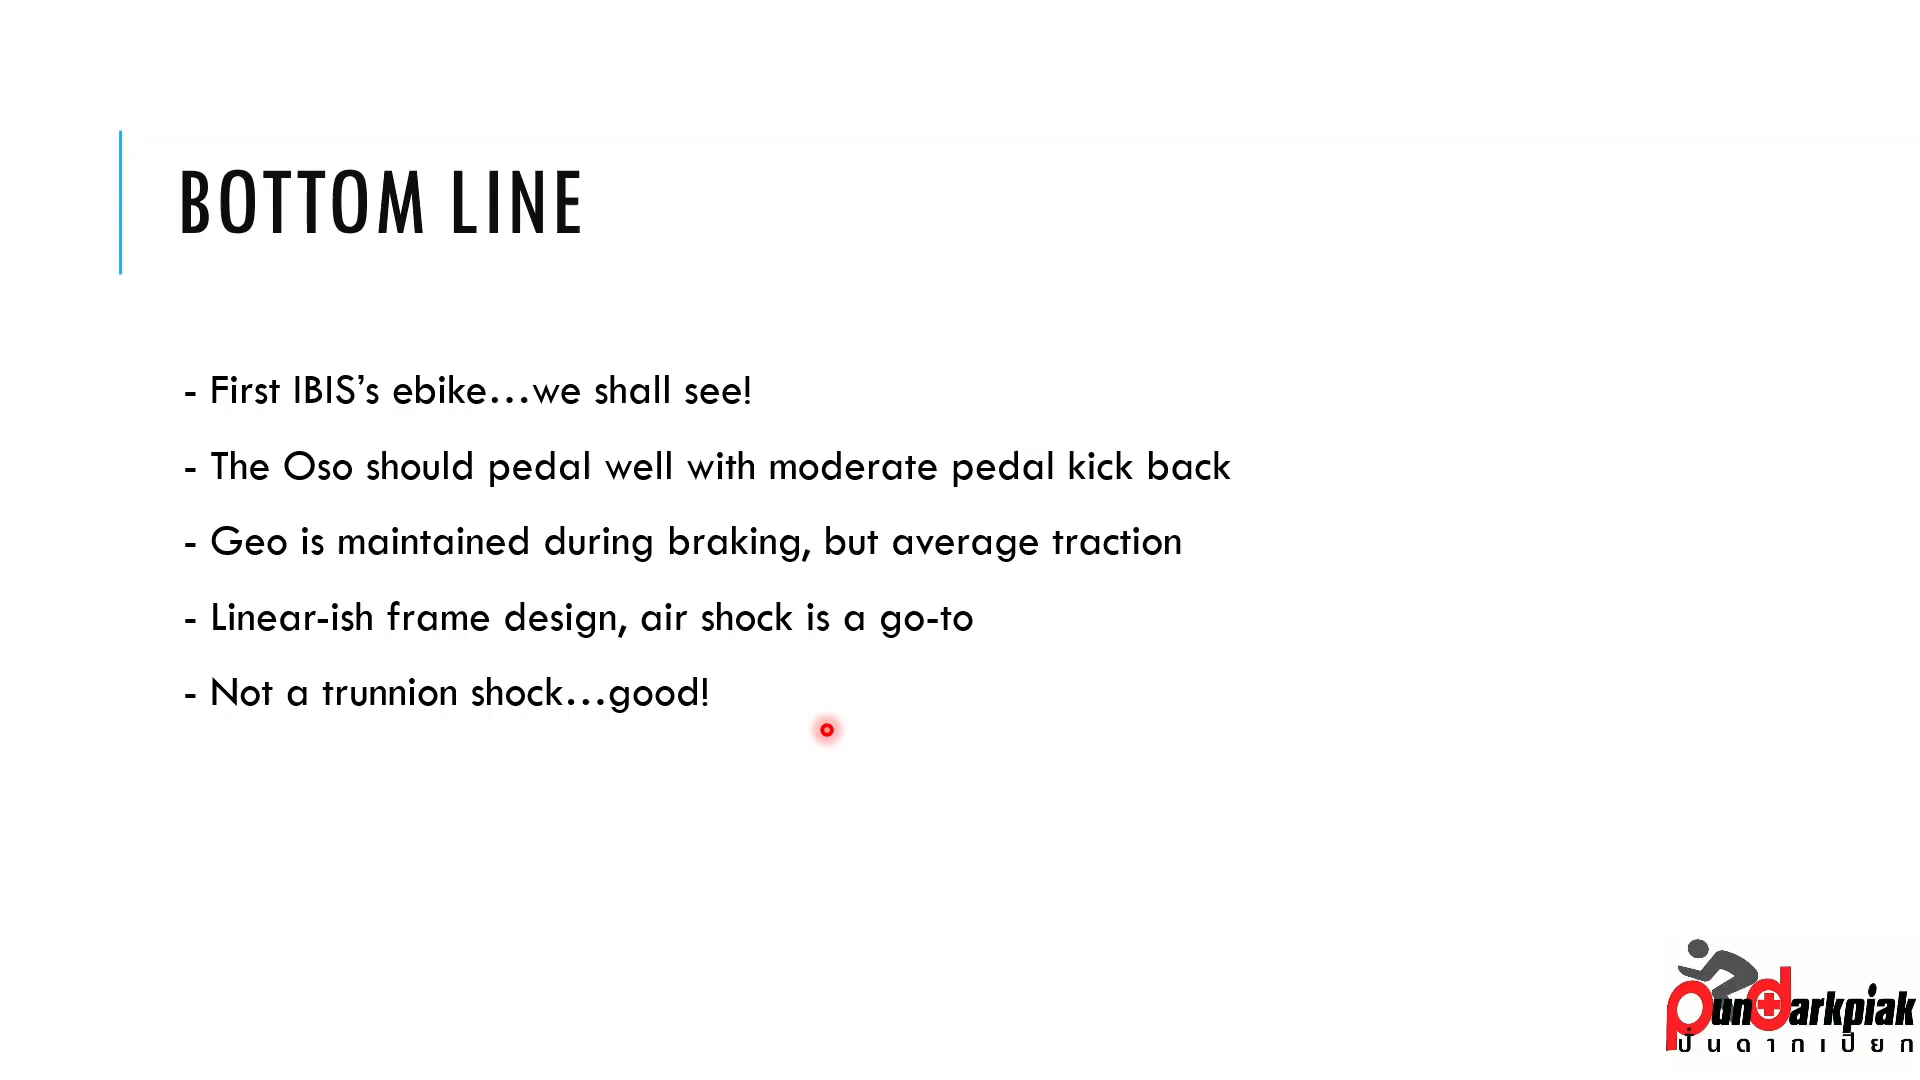 BOTTOM LINE
- First IBIS’s ebike…we shall see!
- The Oso should pedal well with moderate pedal kick back
- Geo is maintained during braking, but average traction
- Linear-ish frame design, air shock is a go-to
- Not a trunnion shock…good!
pundarkpiak
ปั่นดากเปียก